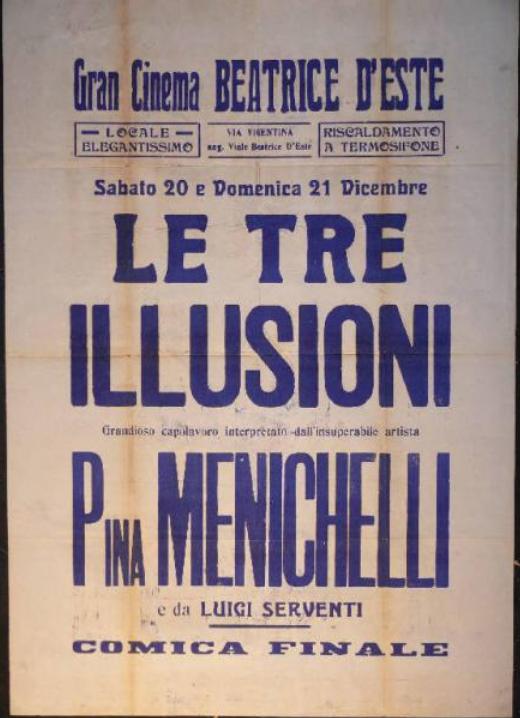 Gran Cinema BEATRICE D'ESTE
LOCALE ELEGANTISSIMO
VIA VIGENTINA
ang. Viale Beatrice D'Este
RISCALDAMENTO A TERMOSIFONE
Sabato 20 e Domenica 21 Dicembre
LE TRE
ILLUSIONI
Grandioso capolavoro interpretato dall'insuperabile artista
PINA MENICHELLI
e da LUIGI SERVENTI
COMICA FINALE